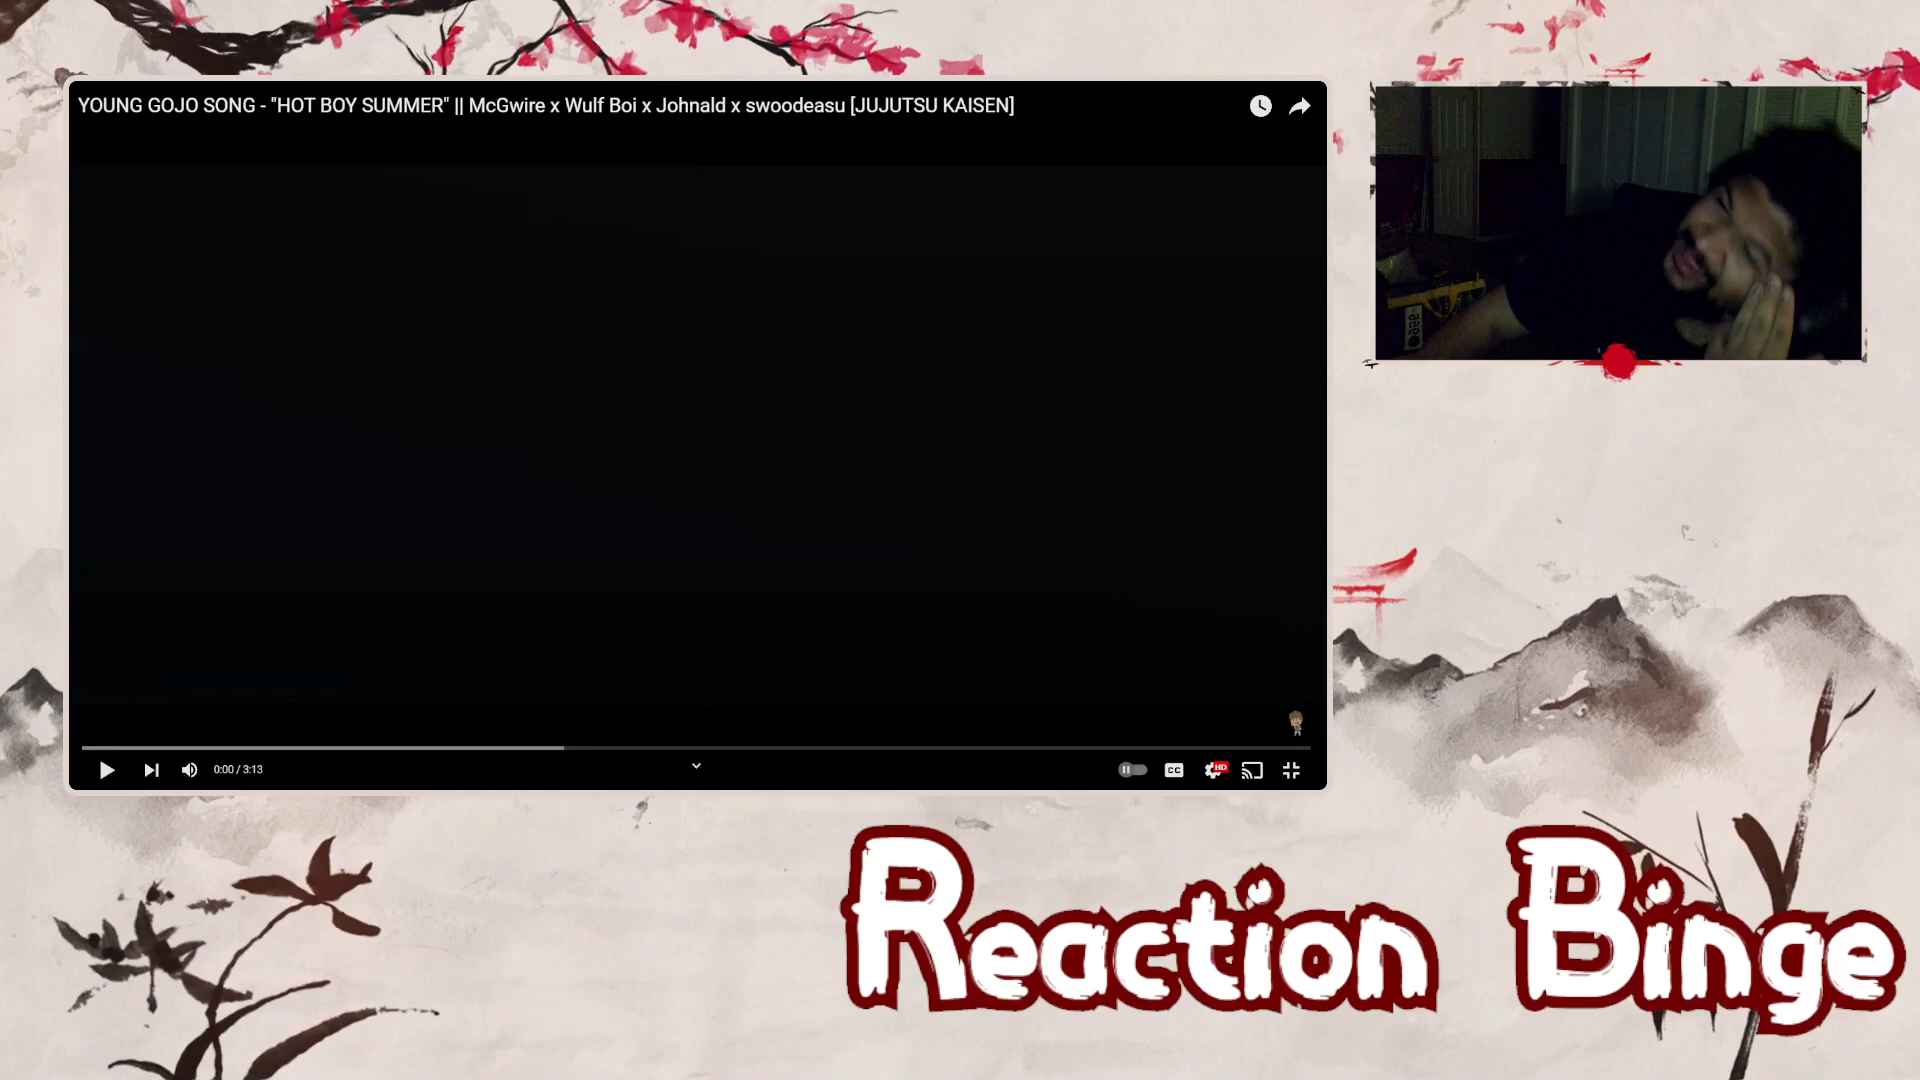 YOUNG GOJO SONG - "HOT BOY SUMMER" || McGwire x Wulf Boi x Johnald x swoodeasu [JUJUTSU KAISEN]
0:00 / 3:13
CC
HD
Reaction Binge